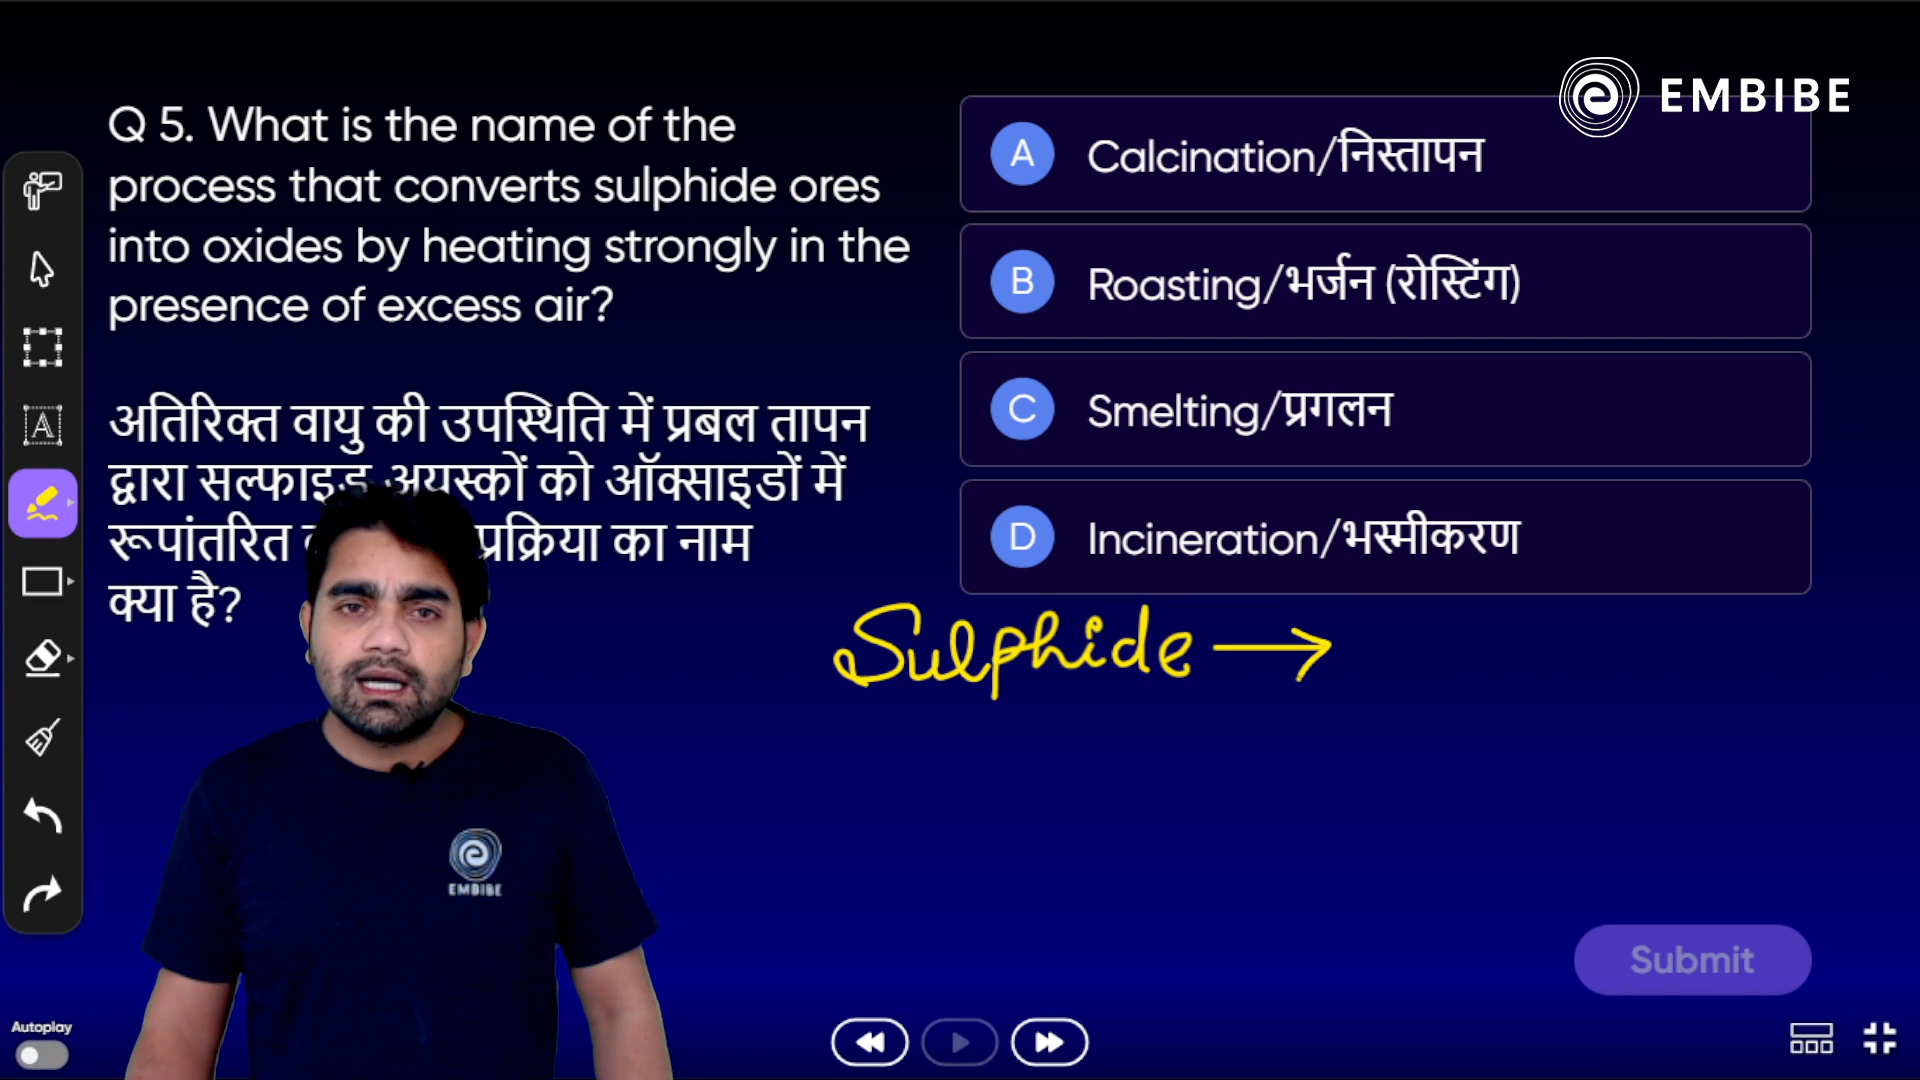 EMBIBE
Q 5. What is the name of the
process that converts sulphide ores
into oxides by heating strongly in the
presence of excess air?
अतिरिक्त वायु की उपस्थिति में प्रबल तापन
द्वारा सल्फाइड अयस्कों को ऑक्साइडों में
रूपांतरित प्रक्रिया का नाम
क्या है?
A Calcination/निस्तापन
B Roasting/भर्जन (रोस्टिंग)
C Smelting/प्रगलन
D Incineration/भस्मीकरण
Sulphide →
EMBIBE
Submit
Autoplay
A